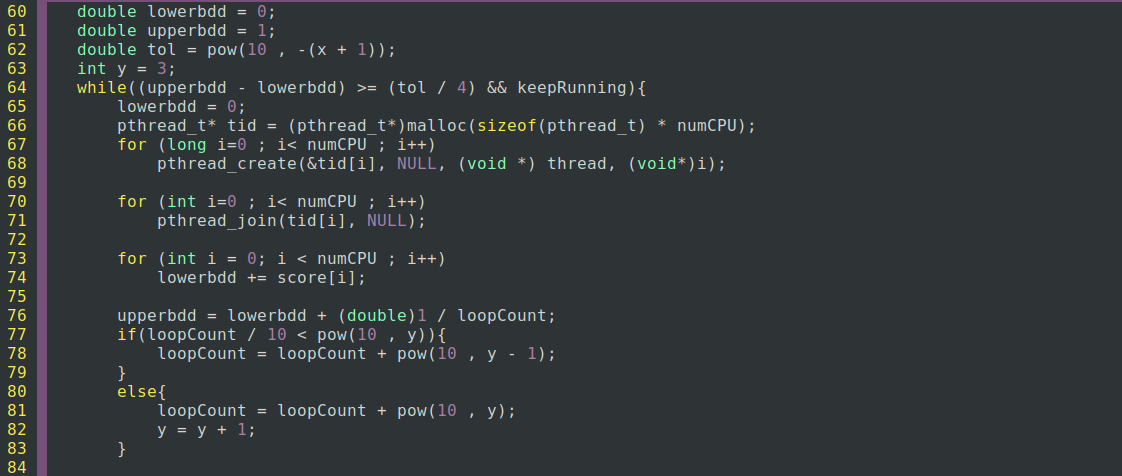 60 double lowerbdd = 0;
61 double upperbdd = 1;
62 double tol = pow(10 , -(x + 1));
63 int y = 3;
64 while((upperbdd - lowerbdd) >= (tol / 4) && keepRunning){
65 lowerbdd = 0;
66 pthread_t* tid = (pthread_t*)malloc(sizeof(pthread_t) * numCPU);
67 for (long i=0 ; i< numCPU ; i++)
68 pthread_create(&tid[i], NULL, (void *) thread, (void*)i);
69
70 for (int i=0 ; i< numCPU ; i++)
71 pthread_join(tid[i], NULL);
72
73 for (int i = 0; i < numCPU ; i++)
74 lowerbdd += score[i];
75
76 upperbdd = lowerbdd + (double)1 / loopCount;
77 if(loopCount / 10 < pow(10 , y)){
78 loopCount = loopCount + pow(10 , y - 1);
79 }
80 else{
81 loopCount = loopCount + pow(10 , y);
82 y = y + 1;
83 }
84